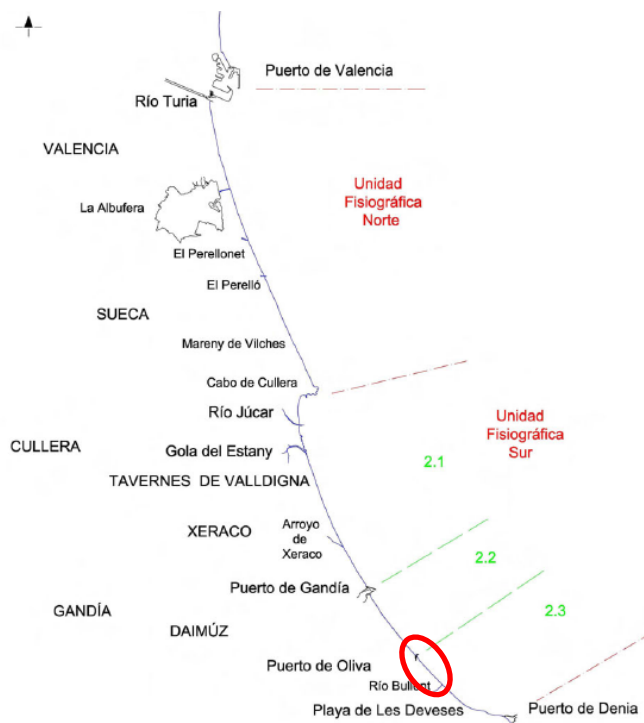 Puerto de Valencia
Río Turia
VALENCIA
Unidad
Fisiográfica
Norte
La Albufera
El Perellonet
El Perelló
SUECA
Mareny de Vilches
Cabo de Cullera
Río Júcar
Unidad
Fisiográfica
Sur
CULLERA
Gola del Estany
2.1
TAVERNES DE VALLDIGNA
XERACO
Arroyo
de
Xeraco
2.2
Puerto de Gandía
2.3
GANDÍA
DAIMÚZ
Puerto de Oliva
Río Bullent
Playa de Les Deveses
Puerto de Denia